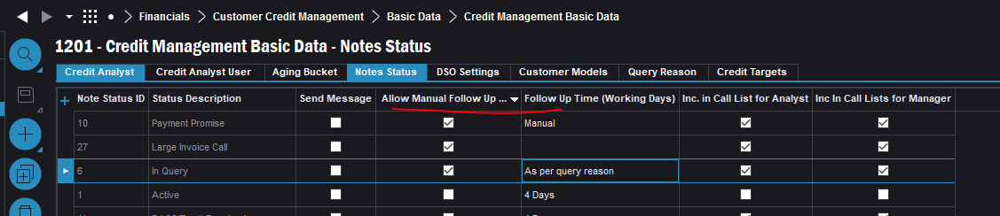 Financials Customer Credit Management Basic Data Credit Management Basic Data
1201 - Credit Management Basic Data - Notes Status
Credit Analyst Credit Analyst User Aging Bucket Notes Status DSO Settings Customer Models Query Reason Credit Targets
Note Status ID Status Description Send Message Allow Manual Follow Up ... Follow Up Time (Working Days) Inc. in Call List for Analyst Inc In Call Lists for Manager
10 Payment Promise Manual
27 Large Invoice Call
6 In Query As per query reason
1 Active 4 Days